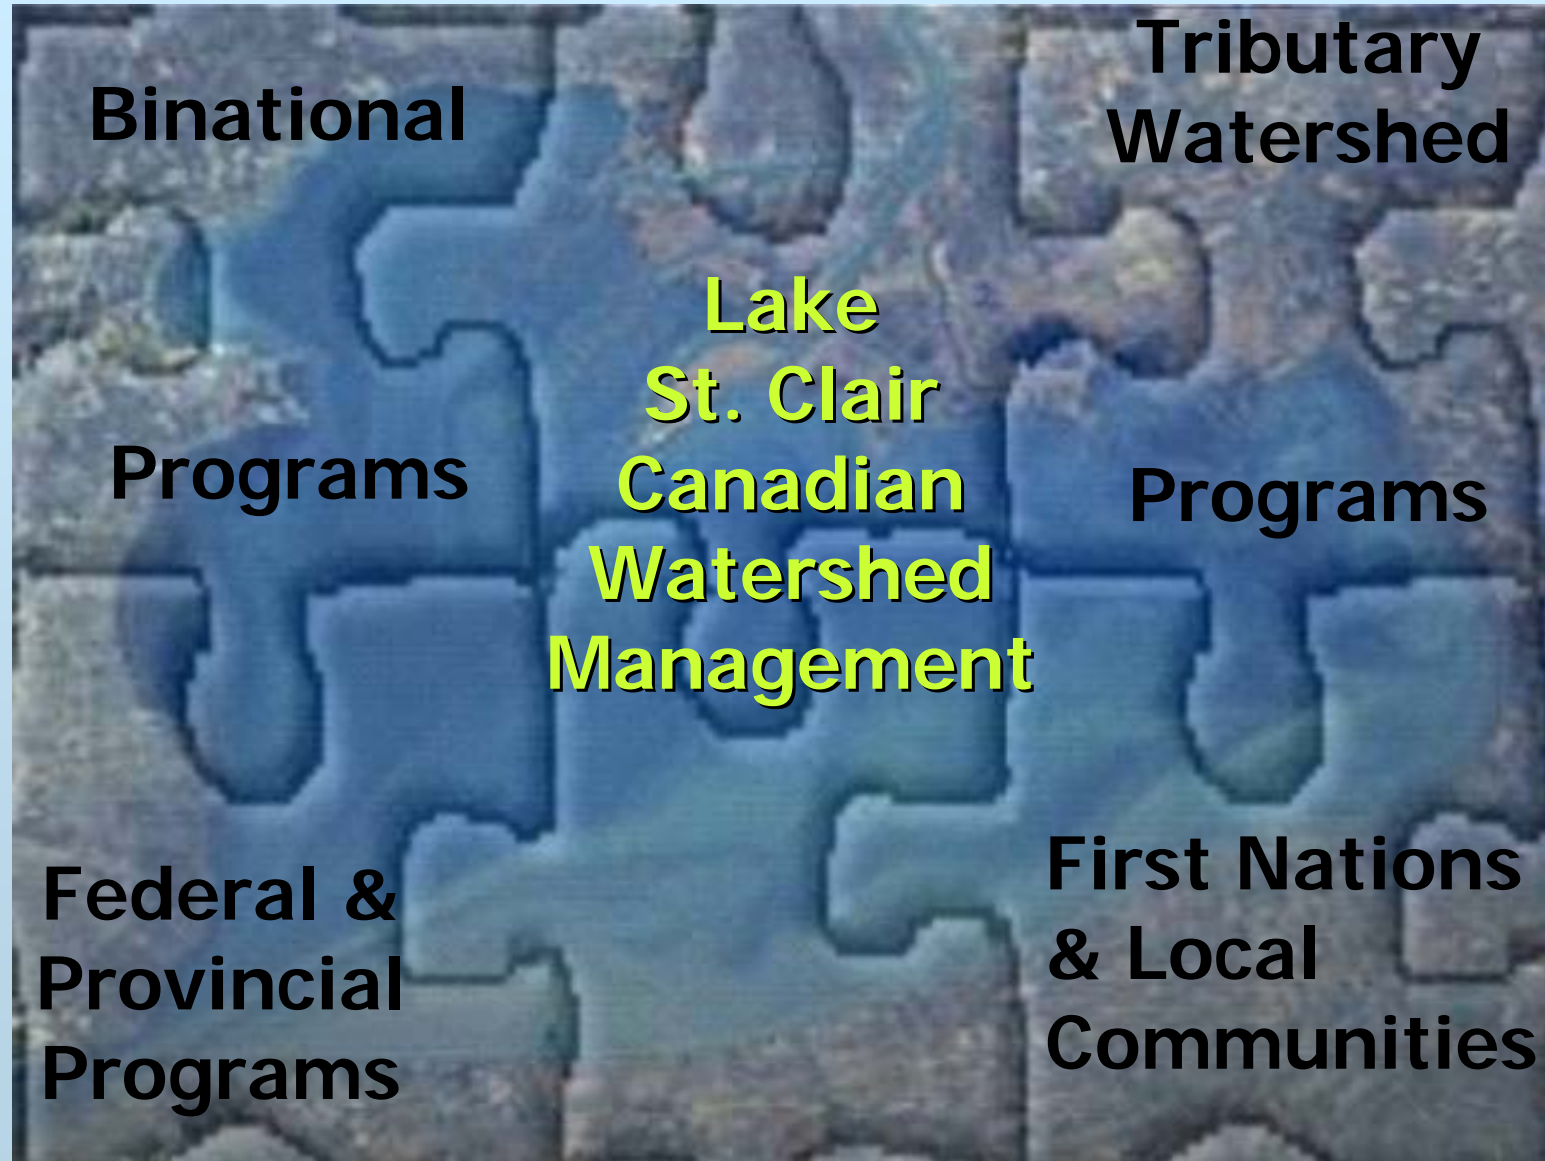 Binational
Programs
Tributary
Watershed
Programs
Lake
St. Clair
Canadian
Watershed
Management
Federal &
Provincial
Programs
First Nations
& Local
Communities